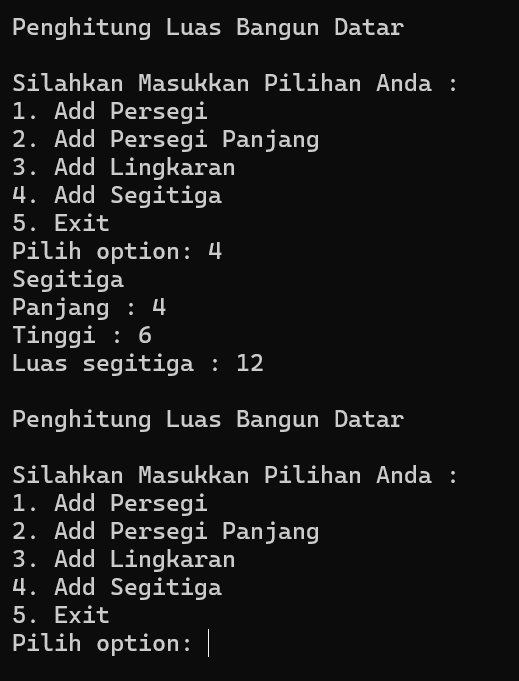 Penghitung Luas Bangun Datar
Silahkan Masukkan Pilihan Anda :
1. Add Persegi
2. Add Persegi Panjang
3. Add Lingkaran
4. Add Segitiga
5. Exit
Pilih option: 4
Segitiga
Panjang : 4
Tinggi : 6
Luas segitiga : 12
Penghitung Luas Bangun Datar
Silahkan Masukkan Pilihan Anda :
1. Add Persegi
2. Add Persegi Panjang
3. Add Lingkaran
4. Add Segitiga
5. Exit
Pilih option: